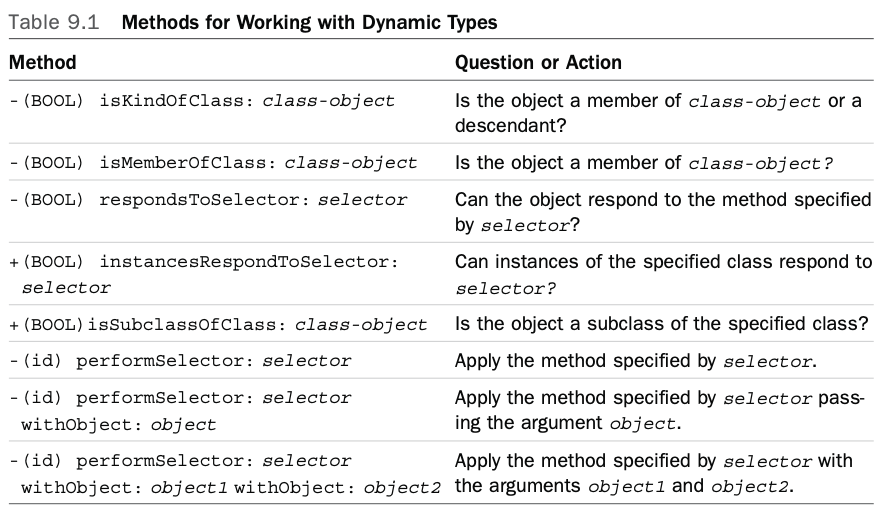 Table 9.1 Methods for Working with Dynamic Types
Method Question or Action
-(BOOL) isKindOfClass: class-object Is the object a member of class-object or a
descendant?
-(BOOL) isMemberOfClass: class-object Is the object a member of class-object?
-(BOOL) respondsToSelector: selector Can the object respond to the method specified
by selector?
+(BOOL) instancesRespondToSelector: Can instances of the specified class respond to
selector selector?
+(BOOL)isSubclassOfClass: class-object Is the object a subclass of the specified class?
-(id) performSelector: selector Apply the method specified by selector.
-(id) performSelector: selector Apply the method specified by selector pass-
withObject: object ing the argument object.
-(id) performSelector: selector Apply the method specified by selector with
withObject: object1 withObject: object2 the arguments object1 and object2.